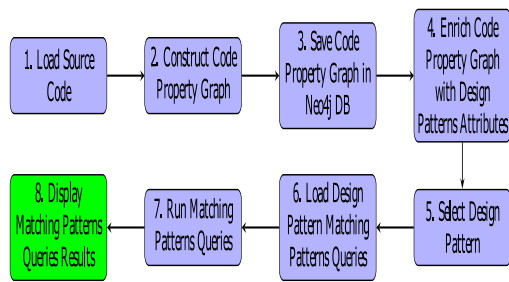 1. Load Source
Code
2. Construct Code
Property Graph
3. Save Code
Property Graph in
Neo4j DB
4. Enrich Code
Property Graph
with Design
Patterns Attributes
5. Select Design
Pattern
6. Load Design
Pattern Matching
Patterns Queries
7. Run Matching
Patterns Queries
8. Display
Matching Patterns
Queries Results